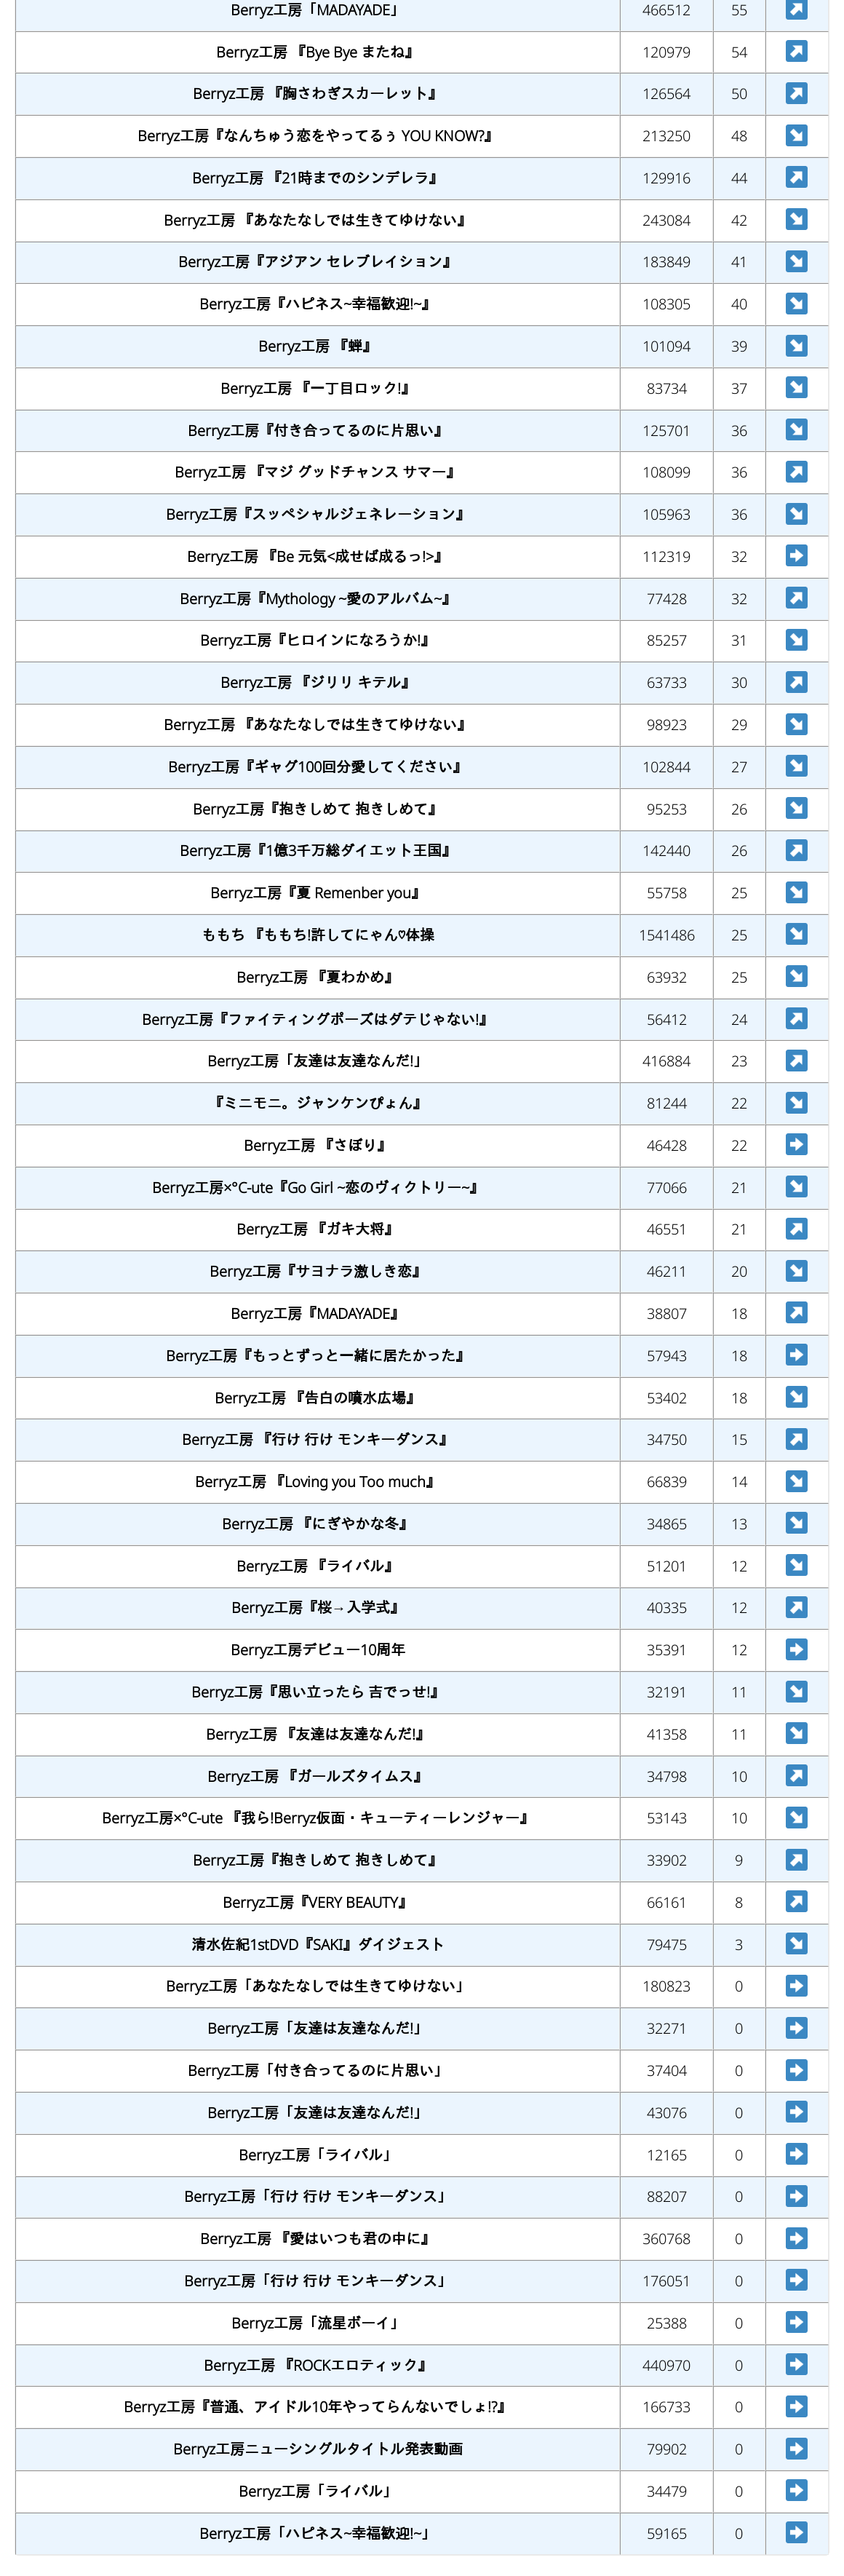 Berryz工房「MADAYADE」 466512 55 ↗
Berryz工房 『Bye Bye またね』 120979 54 ↗
Berryz工房 『胸さわぎスカーレット』 126564 50 ↗
Berryz工房『なんちゅう恋をやってるぅ YOU KNOW?』 213250 48 ↘
Berryz工房 『21時までのシンデレラ』 129916 44 ↗
Berryz工房 『あなたなしでは生きてゆけない』 243084 42 ↘
Berryz工房『アジアン セレブレイション』 183849 41 ↘
Berryz工房『ハピネス~幸福歓迎!~』 108305 40 ↘
Berryz工房 『蝉』 101094 39 ↘
Berryz工房 『一丁目ロック!』 83734 37 ↘
Berryz工房『付き合ってるのに片思い』 125701 36 ↘
Berryz工房 『マジ グッドチャンス サマー』 108099 36 ↗
Berryz工房『スッペシャルジェネレ～ション』 105963 36 ↘
Berryz工房 『Be 元気<成せば成るっ!>』 112319 32 ➡
Berryz工房『Mythology ~愛のアルバム~』 77428 32 ↗
Berryz工房『ヒロインになろうか!』 85257 31 ↘
Berryz工房 『ジリリ キテル』 63733 30 ↗
Berryz工房 『あなたなしでは生きてゆけない』 98923 29 ↘
Berryz工房『ギャグ100回分愛してください』 102844 27 ↘
Berryz工房『抱きしめて 抱きしめて』 95253 26 ↘
Berryz工房『1億3千万総ダイエット王国』 142440 26 ↗
Berryz工房『夏 Remenber you』 55758 25 ↘
ももち 『ももち!許してにゃん♡体操 1541486 25 ↘
Berryz工房 『夏わかめ』 63932 25 ↘
Berryz工房『ファイティングポーズはダテじゃない!』 56412 24 ↗
Berryz工房「友達は友達なんだ!」 416884 23 ↗
『ミニモニ。ジャンケンぴょん』 81244 22 ↘
Berryz工房 『さぼり』 46428 22 ➡
Berryz工房×°C-ute『Go Girl ~恋のヴィクトリー~』 77066 21 ↘
Berryz工房 『ガキ大将』 46551 21 ↗
Berryz工房『サヨナラ激しき恋』 46211 20 ↘
Berryz工房『MADAYADE』 38807 18 ↗
Berryz工房『もっとずっと一緒に居たかった』 57943 18 ➡
Berryz工房 『告白の噴水広場』 53402 18 ↘
Berryz工房 『行け 行け モンキーダンス』 34750 15 ↗
Berryz工房 『Loving you Too much』 66839 14 ↘
Berryz工房 『にぎやかな冬』 34865 13 ↘
Berryz工房 『ライバル』 51201 12 ↘
Berryz工房『桜→入学式』 40335 12 ↗
Berryz工房デビュー10周年 35391 12 ➡
Berryz工房『思い立ったら 吉でっせ!』 32191 11 ↘
Berryz工房 『友達は友達なんだ!』 41358 11 ↘
Berryz工房 『ガールズタイムス』 34798 10 ↗
Berryz工房×°C-ute 『我ら!Berryz仮面・キューティーレンジャー』 53143 10 ↘
Berryz工房『抱きしめて 抱きしめて』 33902 9 ↗
Berryz工房『VERY BEAUTY』 66161 8 ↗
清水佐紀1stDVD『SAKI』ダイジェスト 79475 3 ↘
Berryz工房「あなたなしでは生きてゆけない」 180823 0 ➡
Berryz工房「友達は友達なんだ!」 32271 0 ➡
Berryz工房「付き合ってるのに片思い」 37404 0 ➡
Berryz工房「友達は友達なんだ!」 43076 0 ➡
Berryz工房「ライバル」 12165 0 ➡
Berryz工房「行け 行け モンキーダンス」 88207 0 ➡
Berryz工房 『愛はいつも君の中に』 360768 0 ➡
Berryz工房「行け 行け モンキーダンス」 176051 0 ➡
Berryz工房「流星ボーイ」 25388 0 ➡
Berryz工房 『ROCKエロティック』 440970 0 ➡
Berryz工房『普通、アイドル10年やってらんないでしょ!?』 166733 0 ➡
Berryz工房ニューシングルタイトル発表動画 79902 0 ➡
Berryz工房「ライバル」 34479 0 ➡
Berryz工房「ハピネス~幸福歓迎!~」 59165 0 ➡